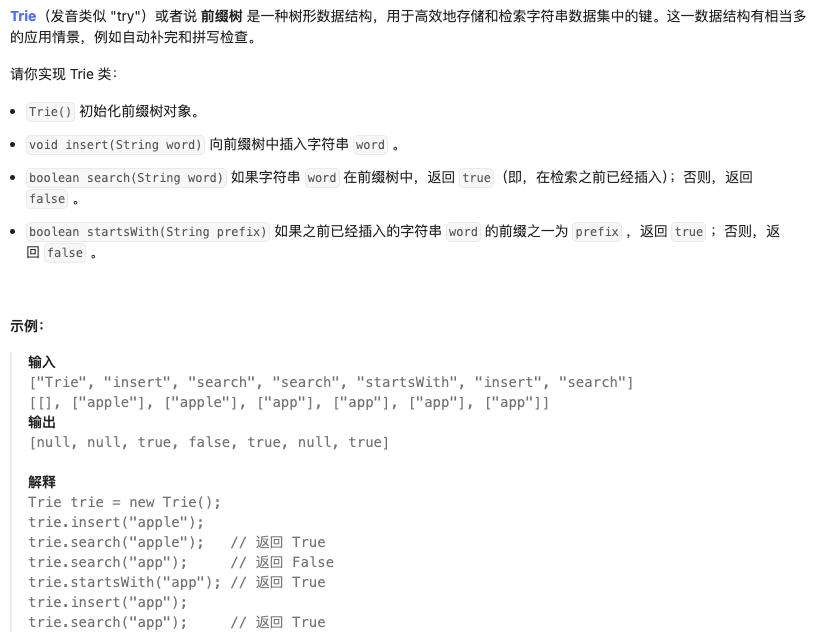 Trie（发音类似 "try"）或者说 前缀树 是一种树形数据结构，用于高效地存储和检索字符串数据集中的键。这一数据结构有相当多
的应用情景，例如自动补完和拼写检查。
请你实现 Trie 类：
• Trie() 初始化前缀树对象。
• void insert(String word) 向前缀树中插入字符串 word 。
• boolean search(String word) 如果字符串 word 在前缀树中，返回 true（即，在检索之前已经插入）；否则，返回
false 。
• boolean startsWith(String prefix) 如果之前已经插入的字符串 word 的前缀之一为 prefix ，返回 true ；否则，返
回 false 。
示例：
输入
["Trie", "insert", "search", "search", "startsWith", "insert", "search"]
[[], ["apple"], ["apple"], ["app"], ["app"], ["app"], ["app"]]
输出
[null, null, true, false, true, null, true]
解释
Trie trie = new Trie();
trie.insert("apple");
trie.search("apple");   // 返回 True
trie.search("app");     // 返回 False
trie.startsWith("app"); // 返回 True
trie.insert("app");
trie.search("app");     // 返回 True